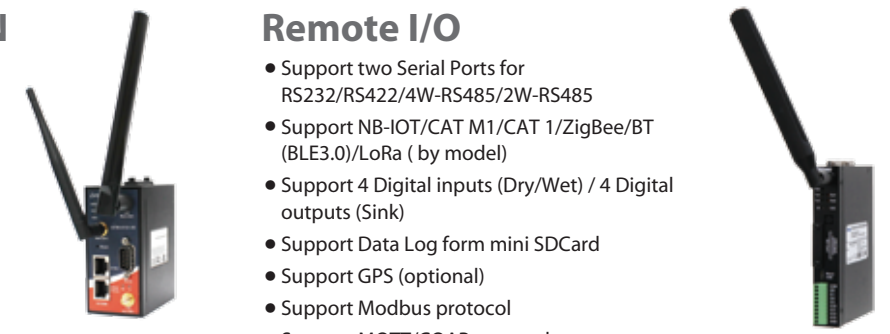 Remote I/O
● Support two Serial Ports for
RS232/RS422/4W-RS485/2W-RS485
● Support NB-IOT/CAT M1/CAT 1/ZigBee/BT
(BLE3.0)/LoRa ( by model)
● Support 4 Digital inputs (Dry/Wet) / 4 Digital
outputs (Sink)
● Support Data Log form mini SDCard
● Support GPS (optional)
● Support Modbus protocol